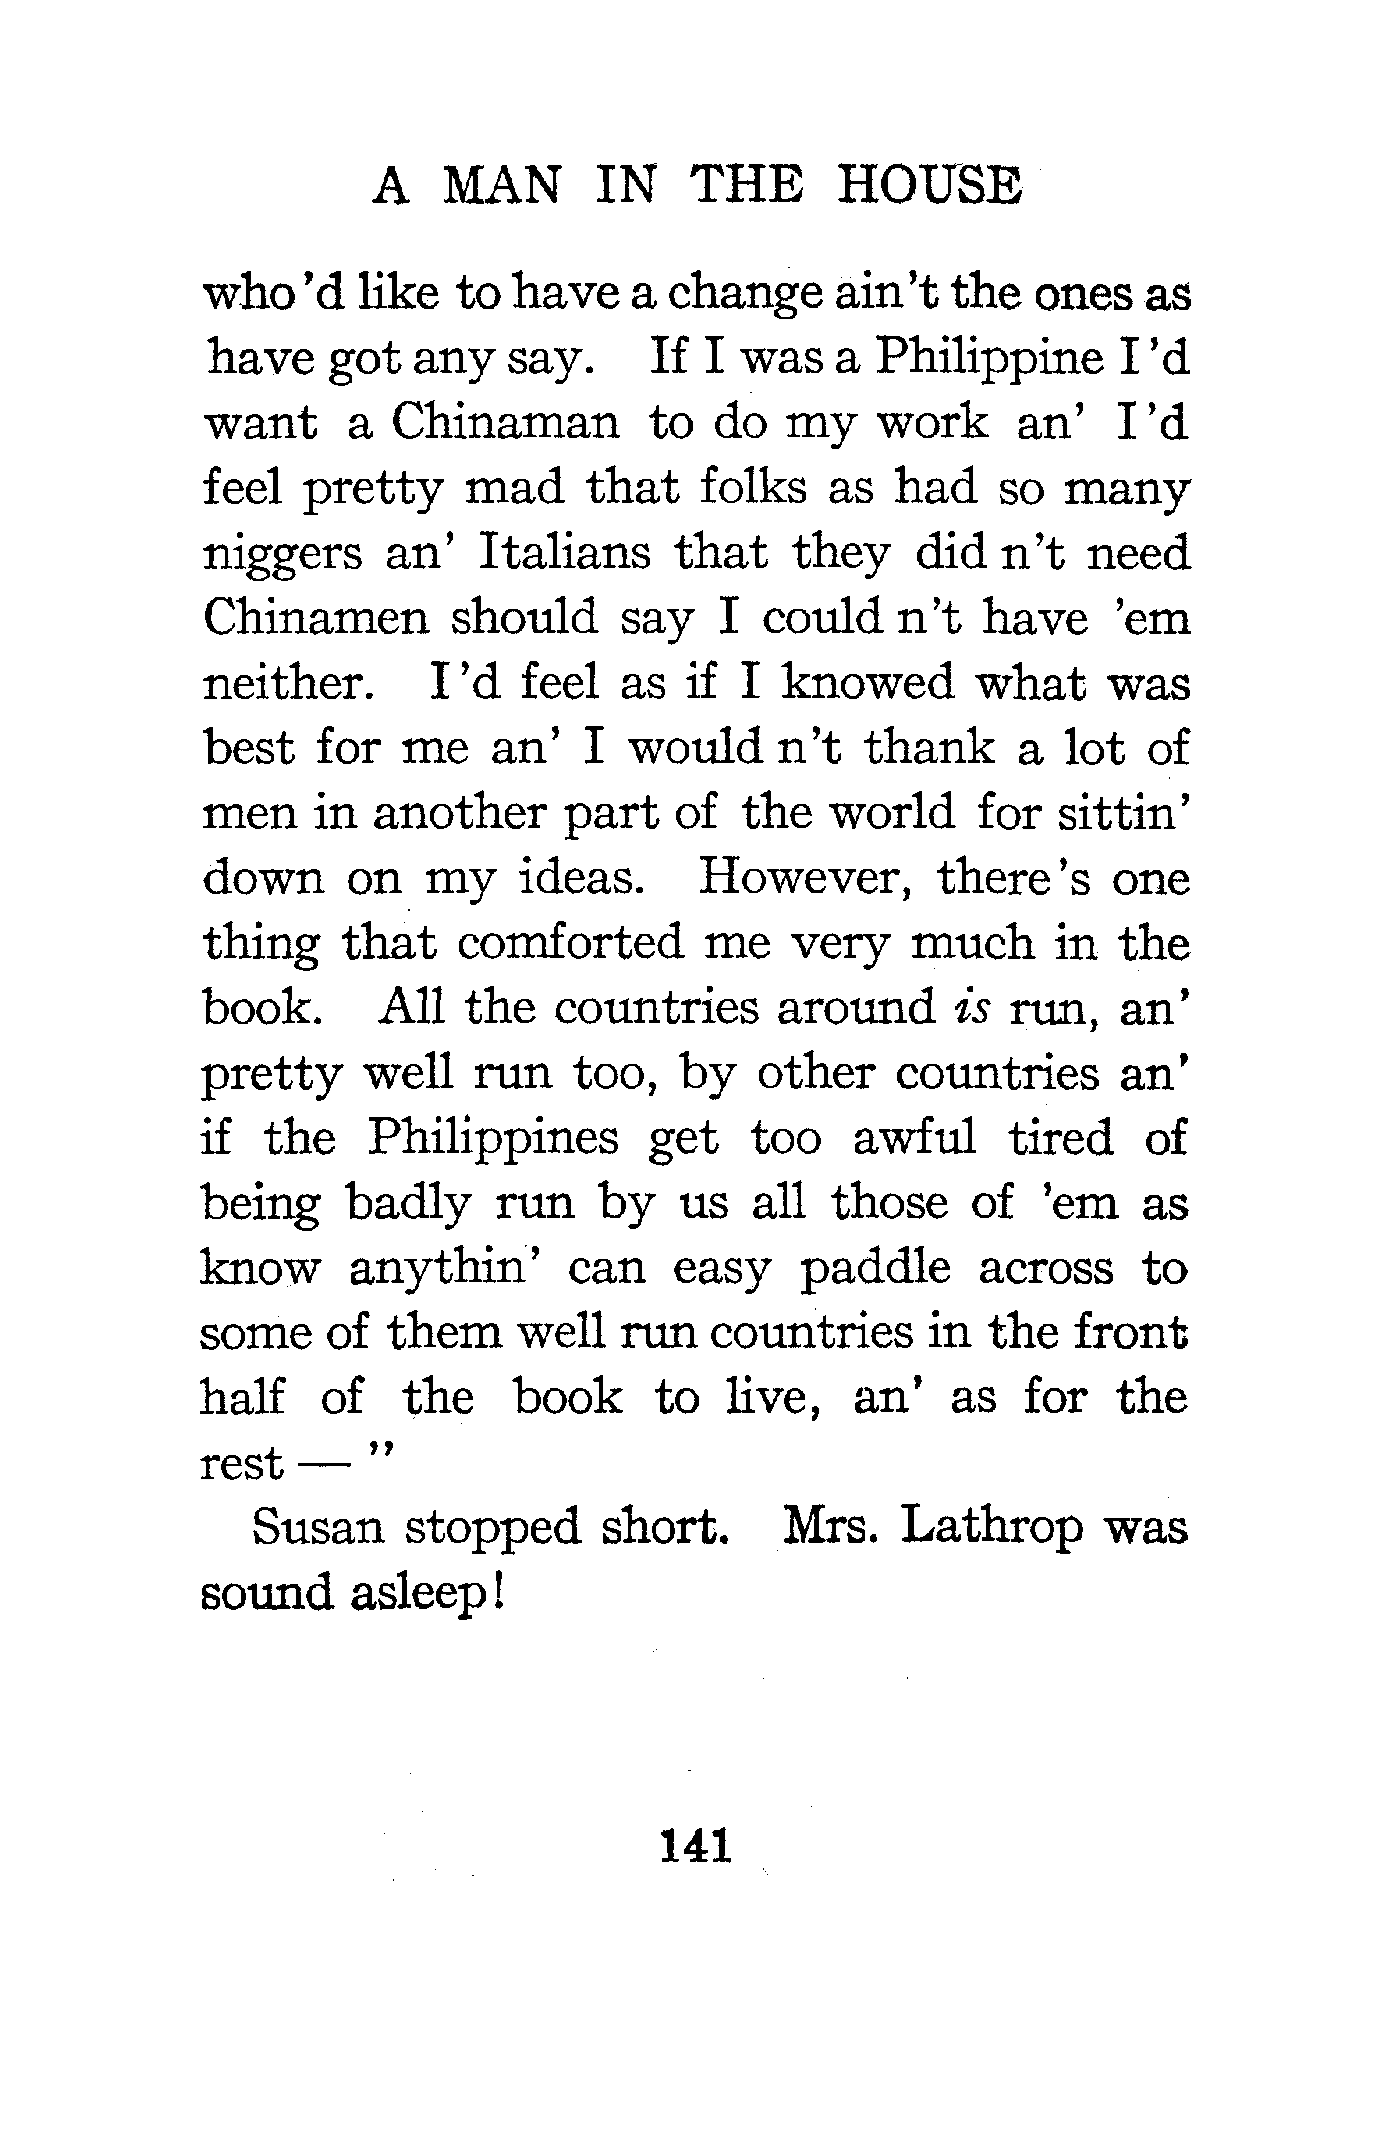 A MAN IN THE HOUSE
who'd like to have a change ain't the ones as
have got any say. If I was a Philippine I'd
want a Chinaman to do my work an' I'd
feel pretty mad that folks as had so many
niggers an' Italians that they did n't need
Chinamen should say I could n't have 'em
neither. I'd feel as if I knowed what was
best for me an' I would n't thank a lot of
men in another part of the world for sittin'
down on my ideas. However, there's one
thing that comforted me very much in the
book. All the countries around is run, an'
pretty well run too, by other countries an'
if the Philippines get too awful tired of
being badly run by us all those of 'em as
know anythin' can easy paddle across to
some of them well run countries in the front
half of the book to live, an' as for the
rest — "
Susan stopped short. Mrs. Lathrop was
sound asleep!
141